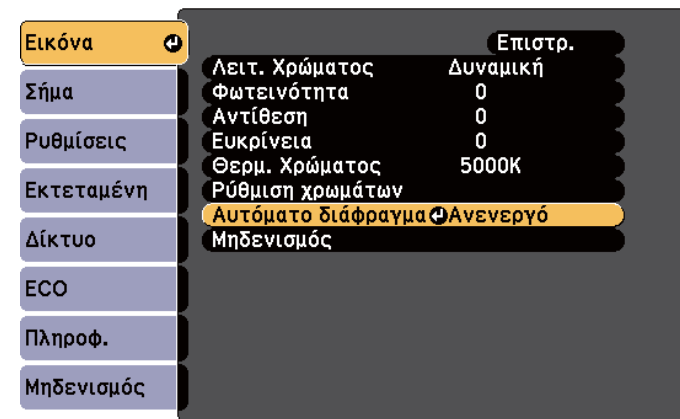 Εικόνα
Σήμα
Ρυθμίσεις
Εκτεταμένη
Δίκτυο
ECO
Πληροφ.
Μηδενισμός
Επιστρ.
Λειτ. Χρώματος Δυναμική
Φωτεινότητα 0
Αντίθεση 0
Ευκρίνεια 0
Θερμ. Χρώματος 5000K
Ρύθμιση χρωμάτων
Αυτόματο διάφραγμα Ανενεργό
Μηδενισμός